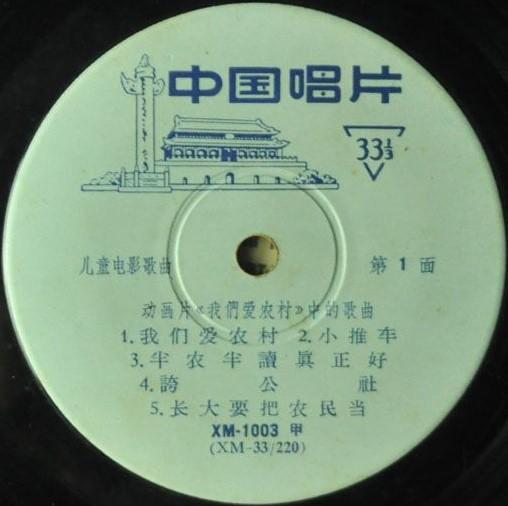 中国唱片
33⅓
儿童电影歌曲
第1面
动画片《我們爱农村》中的歌曲
1.我们爱农村 2.小推车
3.半农半讀眞正好
4.誇公社
5.长大要把农民当
XM-1003 甲
(XM-33/220)